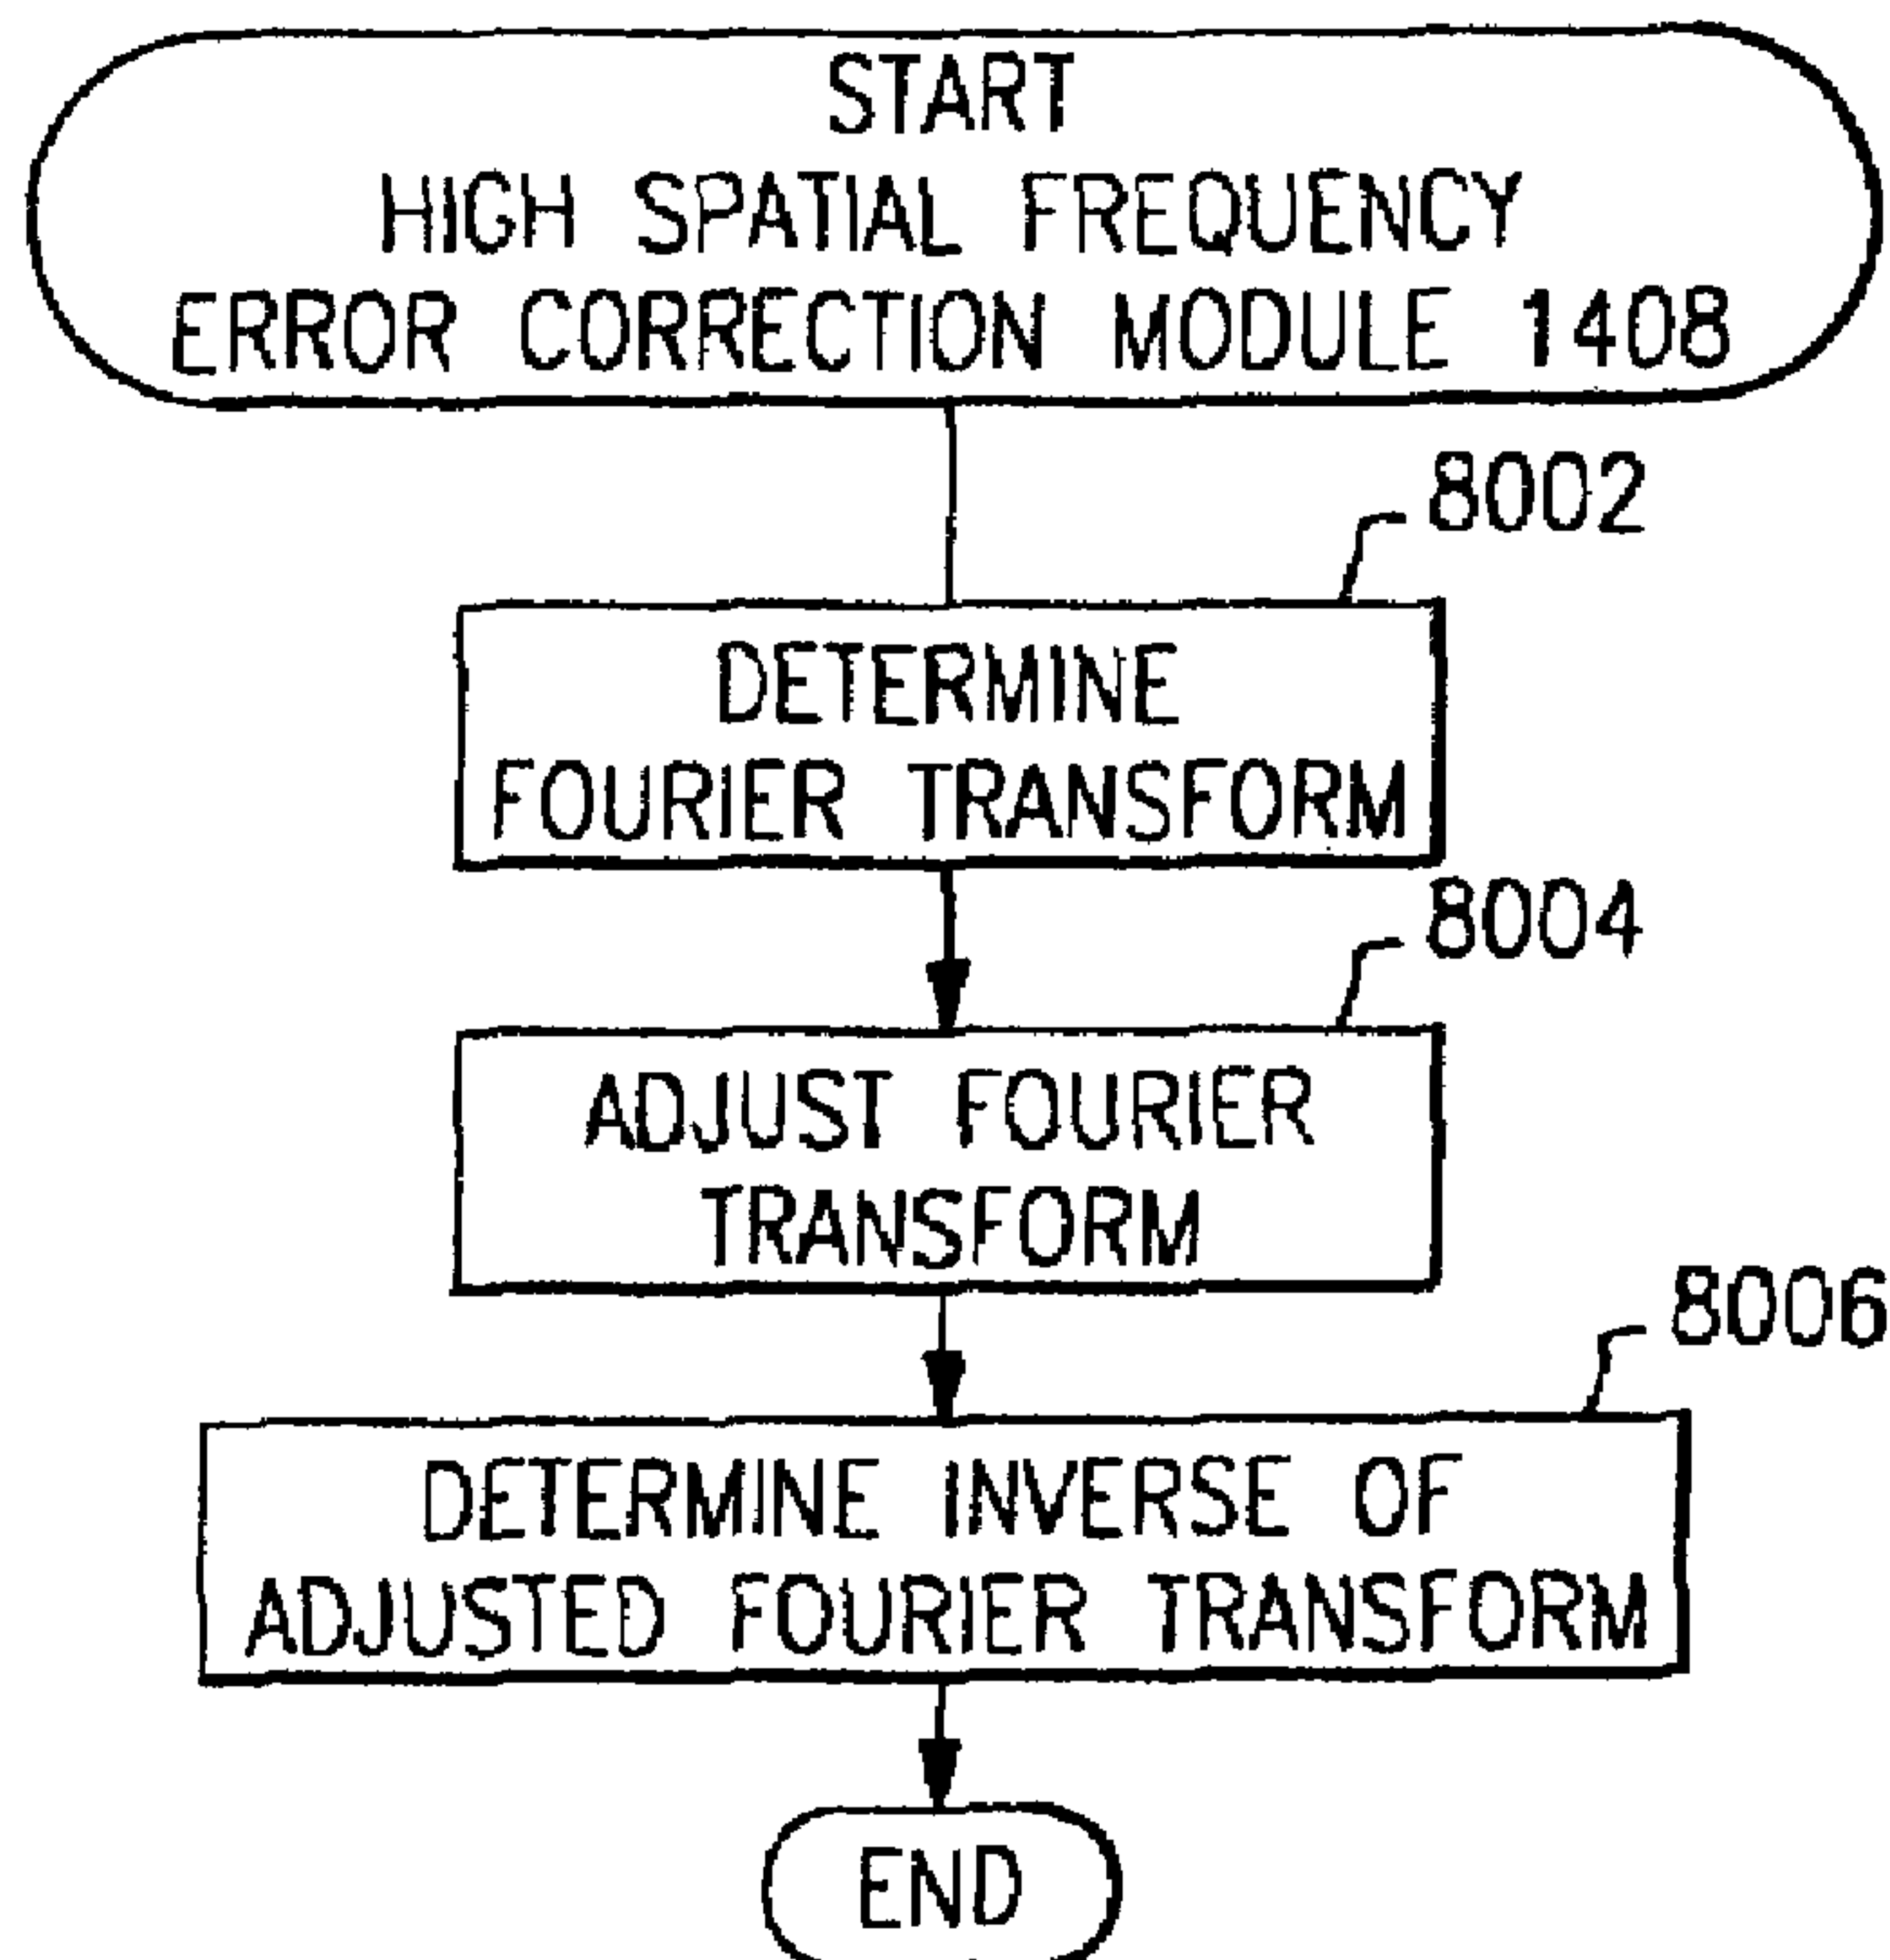 START
HIGH SPATIAL FREQUENCY
ERROR CORRECTION MODULE 1408
8002
DETERMINE
FOURIER TRANSFORM
8004
ADJUST FOURIER
TRANSFORM
8006
DETERMINE INVERSE OF
ADJUSTED FOURIER TRANSFORM
END